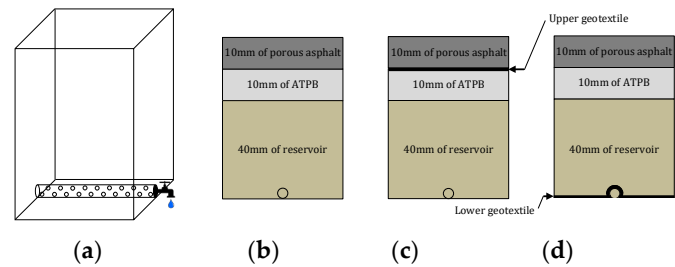 Upper geotextile
10mm of porous asphalt
10mm of porous asphalt
10mm of porous asphalt
10mm of ATPB
10mm of ATPB
10mm of ATPB
40mm of reservoir
40mm of reservoir
40mm of reservoir
Lower geotextile
(a)
(b)
(c)
(d)